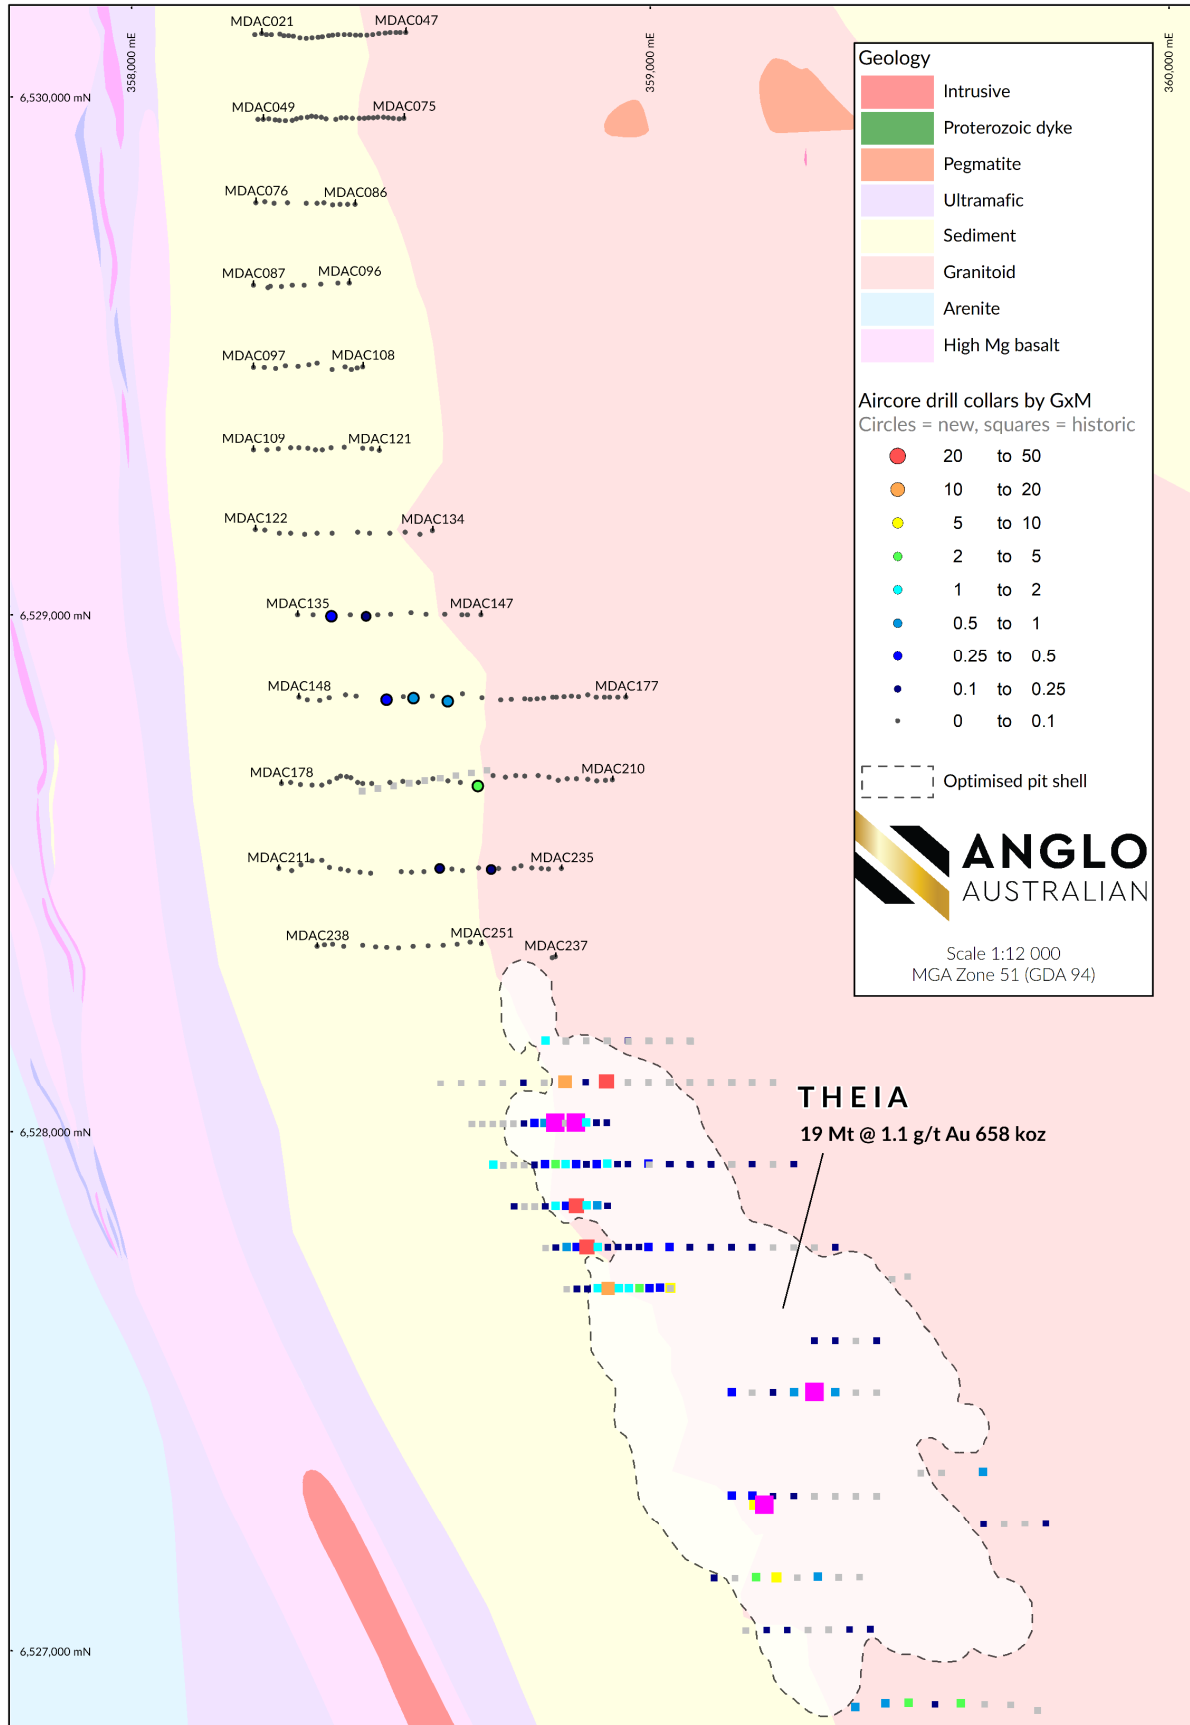 MDAC021
MDAC047
358,000 mE
359,000 mE
360,000 mE
6,530,000 mN
MDAC049
MDAC075
MDAC076
MDAC086
MDAC087
MDAC096
MDAC097
MDAC108
MDAC109
MDAC121
MDAC122
MDAC134
6,529,000 mN
MDAC135
MDAC147
MDAC148
MDAC177
MDAC178
MDAC210
MDAC211
MDAC235
MDAC238
MDAC251
MDAC237
6,528,000 mN
THEIA
19 Mt @ 1.1 g/t Au 658 koz
6,527,000 mN
Geology
Intrusive
Proterozoic dyke
Pegmatite
Ultramafic
Sediment
Granitoid
Arenite
High Mg basalt
Aircore drill collars by GxM
Circles = new, squares = historic
20 to 50
10 to 20
5 to 10
2 to 5
1 to 2
0.5 to 1
0.25 to 0.5
0.1 to 0.25
0 to 0.1
Optimised pit shell
ANGLO
AUSTRALIAN
Scale 1:12 000
MGA Zone 51 (GDA 94)